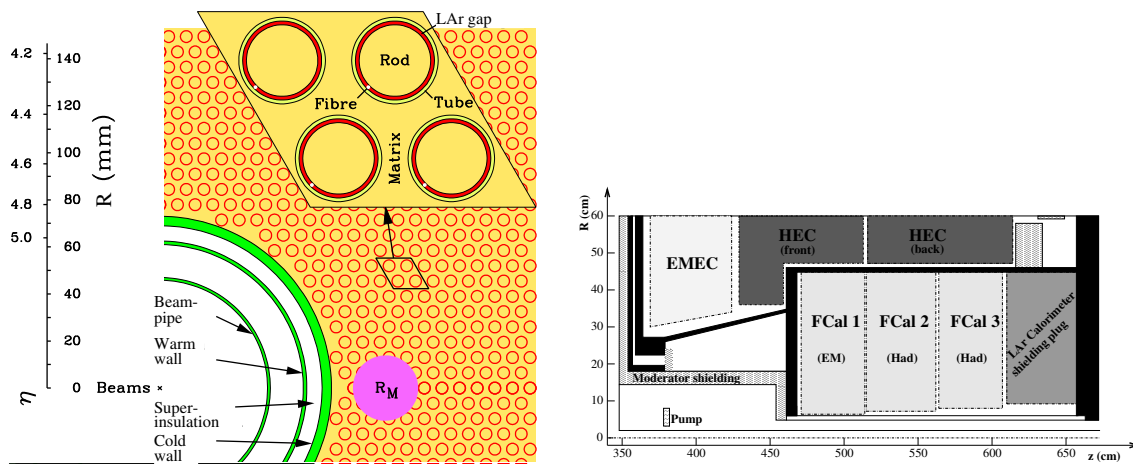 LAr gap
4.2
140
Rod
Fibre
Tube
4.4
120
R (mm)
4.6
100
Matrix
4.8
80
5.0
60
40
Beam-
pipe
20
Warm
wall
η
0
Beams ×
R_M
Super-
insulation
Cold
wall
R (cm)
60
50
40
30
20
10
0
HEC
(front)
HEC
(back)
EMEC
FCal 1
(EM)
FCal 2
(Had)
FCal 3
(Had)
LAr Calorimeter
shielding plug
Moderator shielding
Pump
350
400
450
500
550
600
650
z (cm)